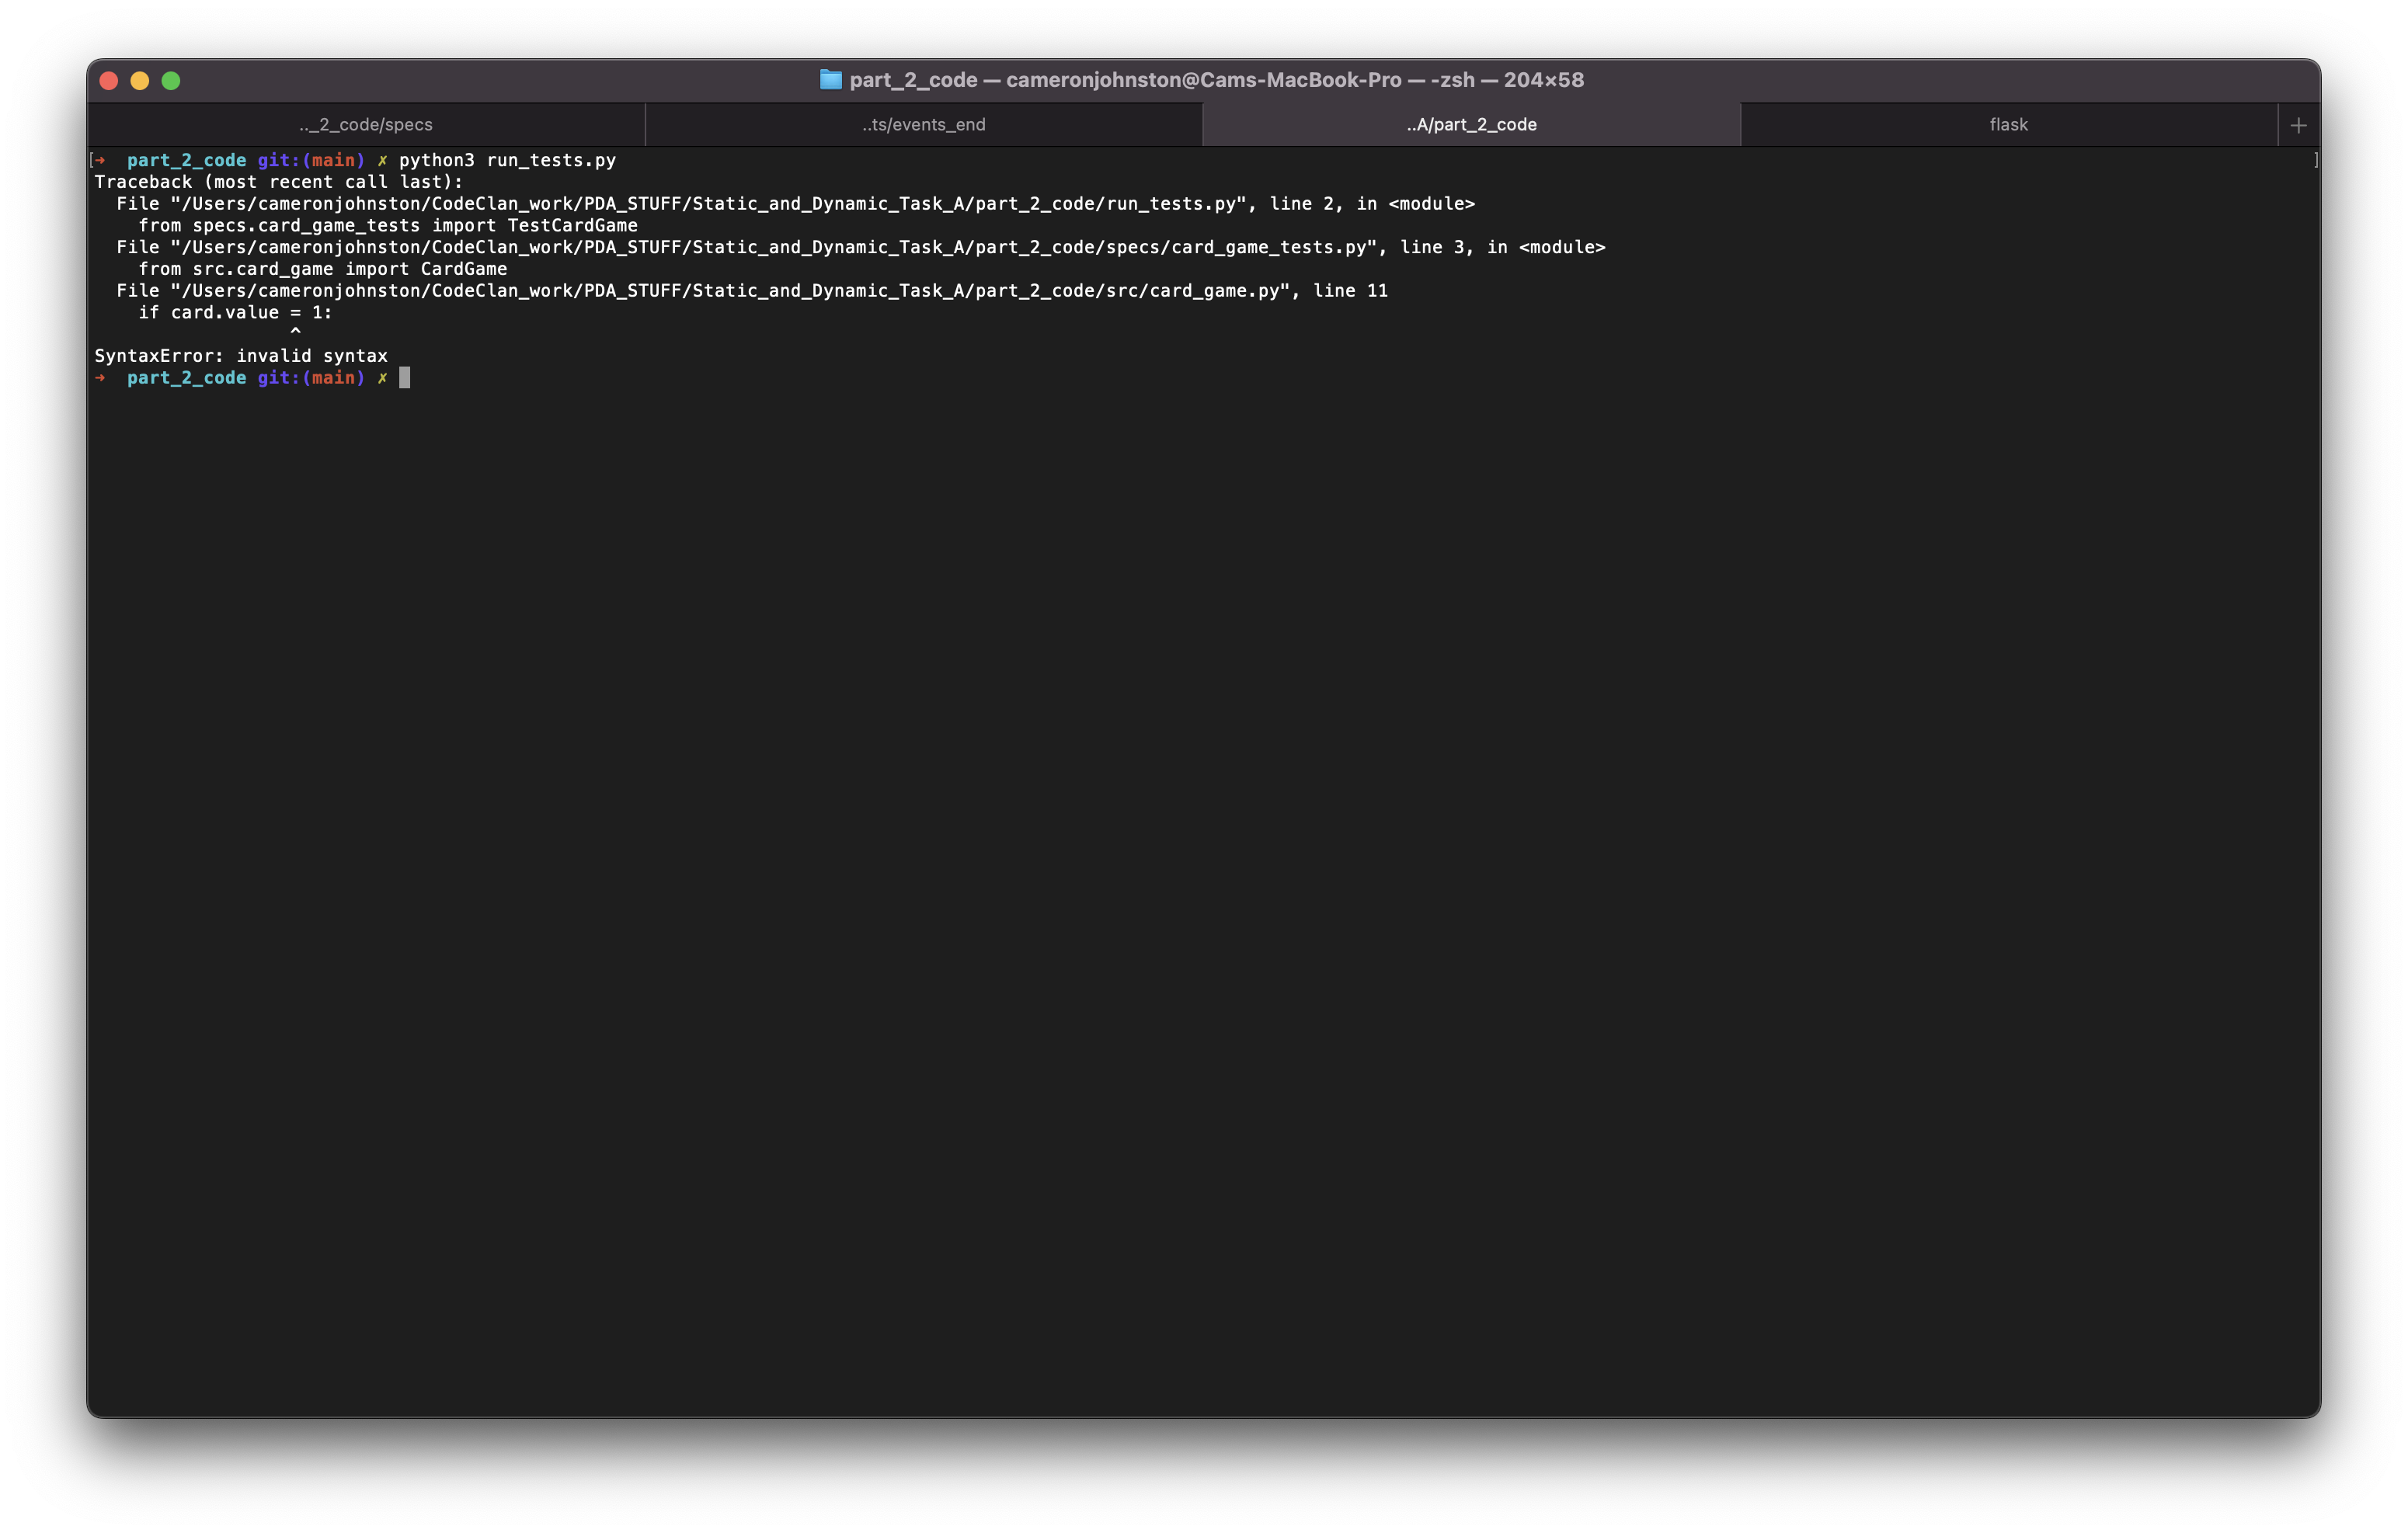 part_2_code — cameronjohnston@Cams-MacBook-Pro — -zsh — 204×58
.._2_code/specs ..ts/events_end ..A/part_2_code flask +
[➜  part_2_code git:(main) ✗ python3 run_tests.py ]
Traceback (most recent call last):
  File "/Users/cameronjohnston/CodeClan_work/PDA_STUFF/Static_and_Dynamic_Task_A/part_2_code/run_tests.py", line 2, in <module>
    from specs.card_game_tests import TestCardGame
  File "/Users/cameronjohnston/CodeClan_work/PDA_STUFF/Static_and_Dynamic_Task_A/part_2_code/specs/card_game_tests.py", line 3, in <module>
    from src.card_game import CardGame
  File "/Users/cameronjohnston/CodeClan_work/PDA_STUFF/Static_and_Dynamic_Task_A/part_2_code/src/card_game.py", line 11
    if card.value = 1:
                  ^
SyntaxError: invalid syntax
➜  part_2_code git:(main) ✗